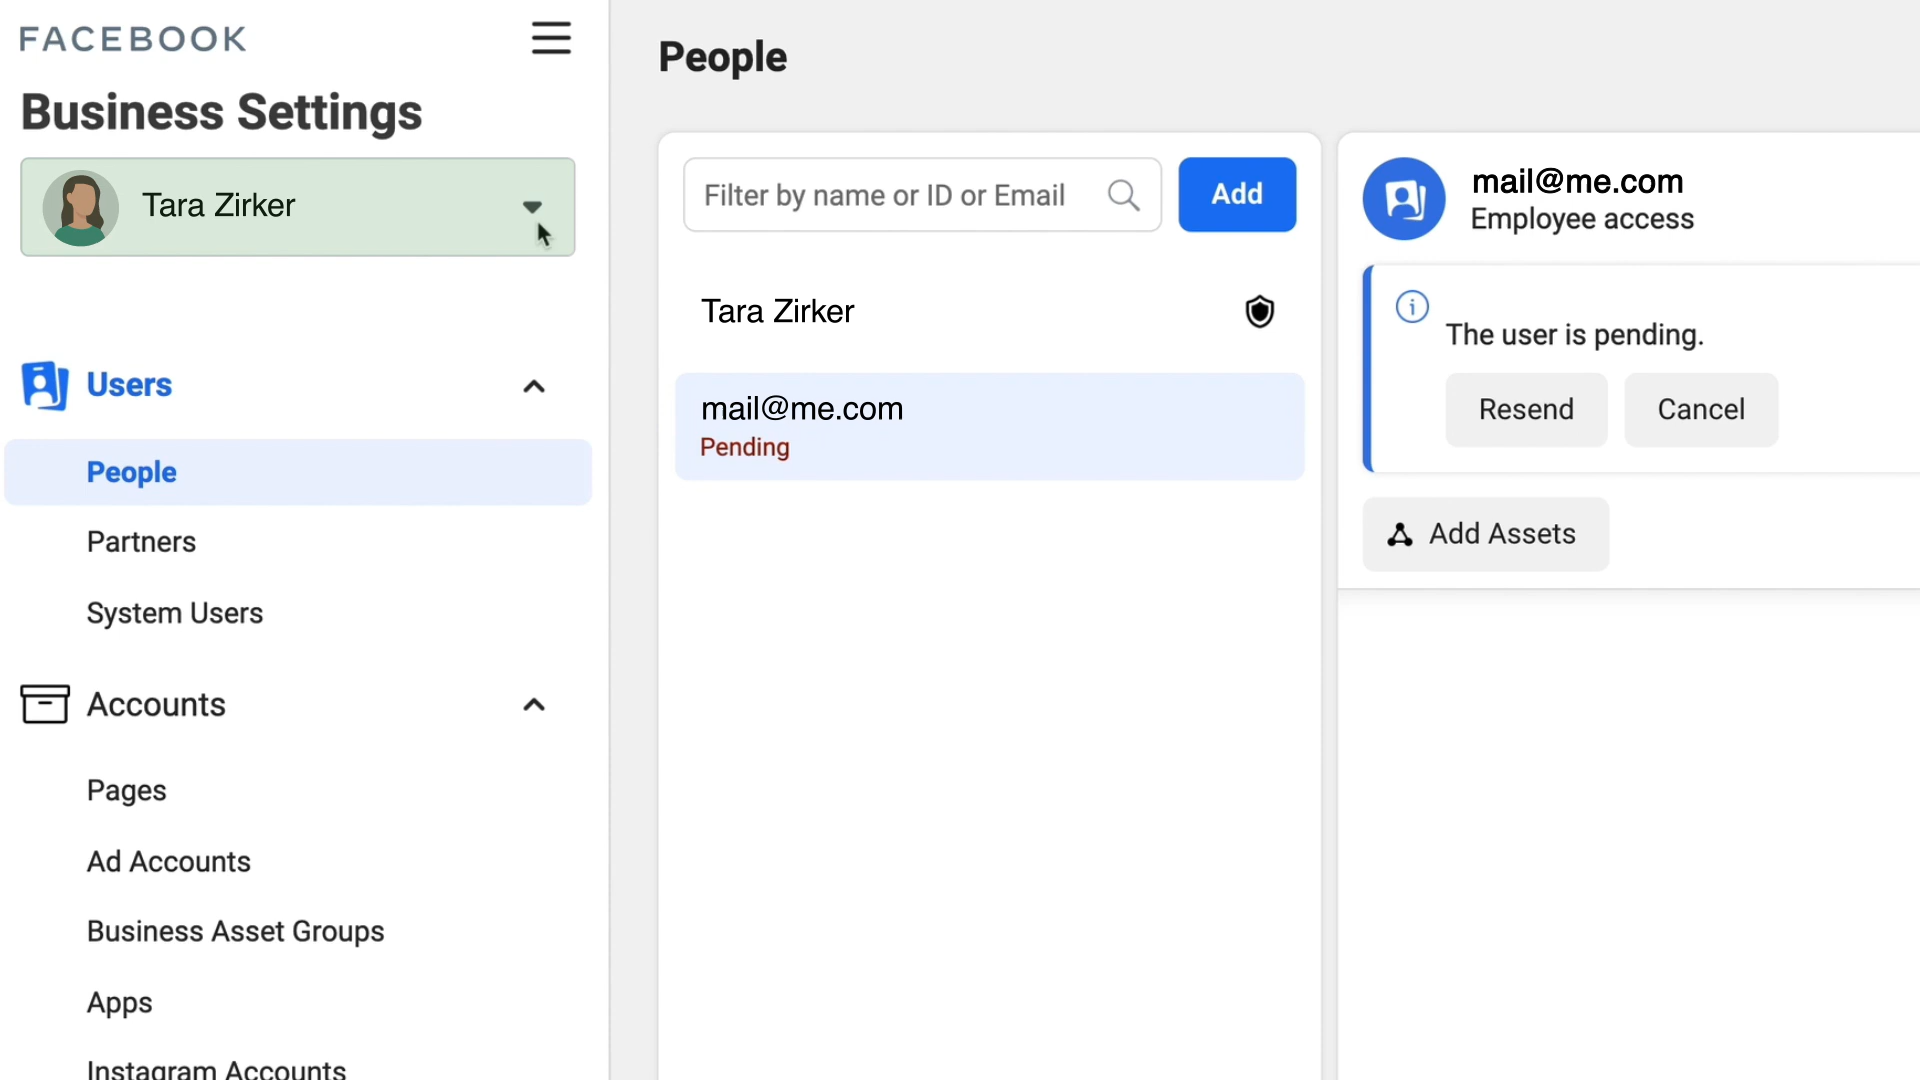 FACEBOOK
Business Settings
Tara Zirker
Users
People
Partners
System Users
Accounts
Pages
Ad Accounts
Business Asset Groups
Apps
Instagram Accounts
People
Filter by name or ID or Email
Add
Tara Zirker
mail@me.com
Pending
mail@me.com
Employee access
The user is pending.
Resend Cancel
Add Assets